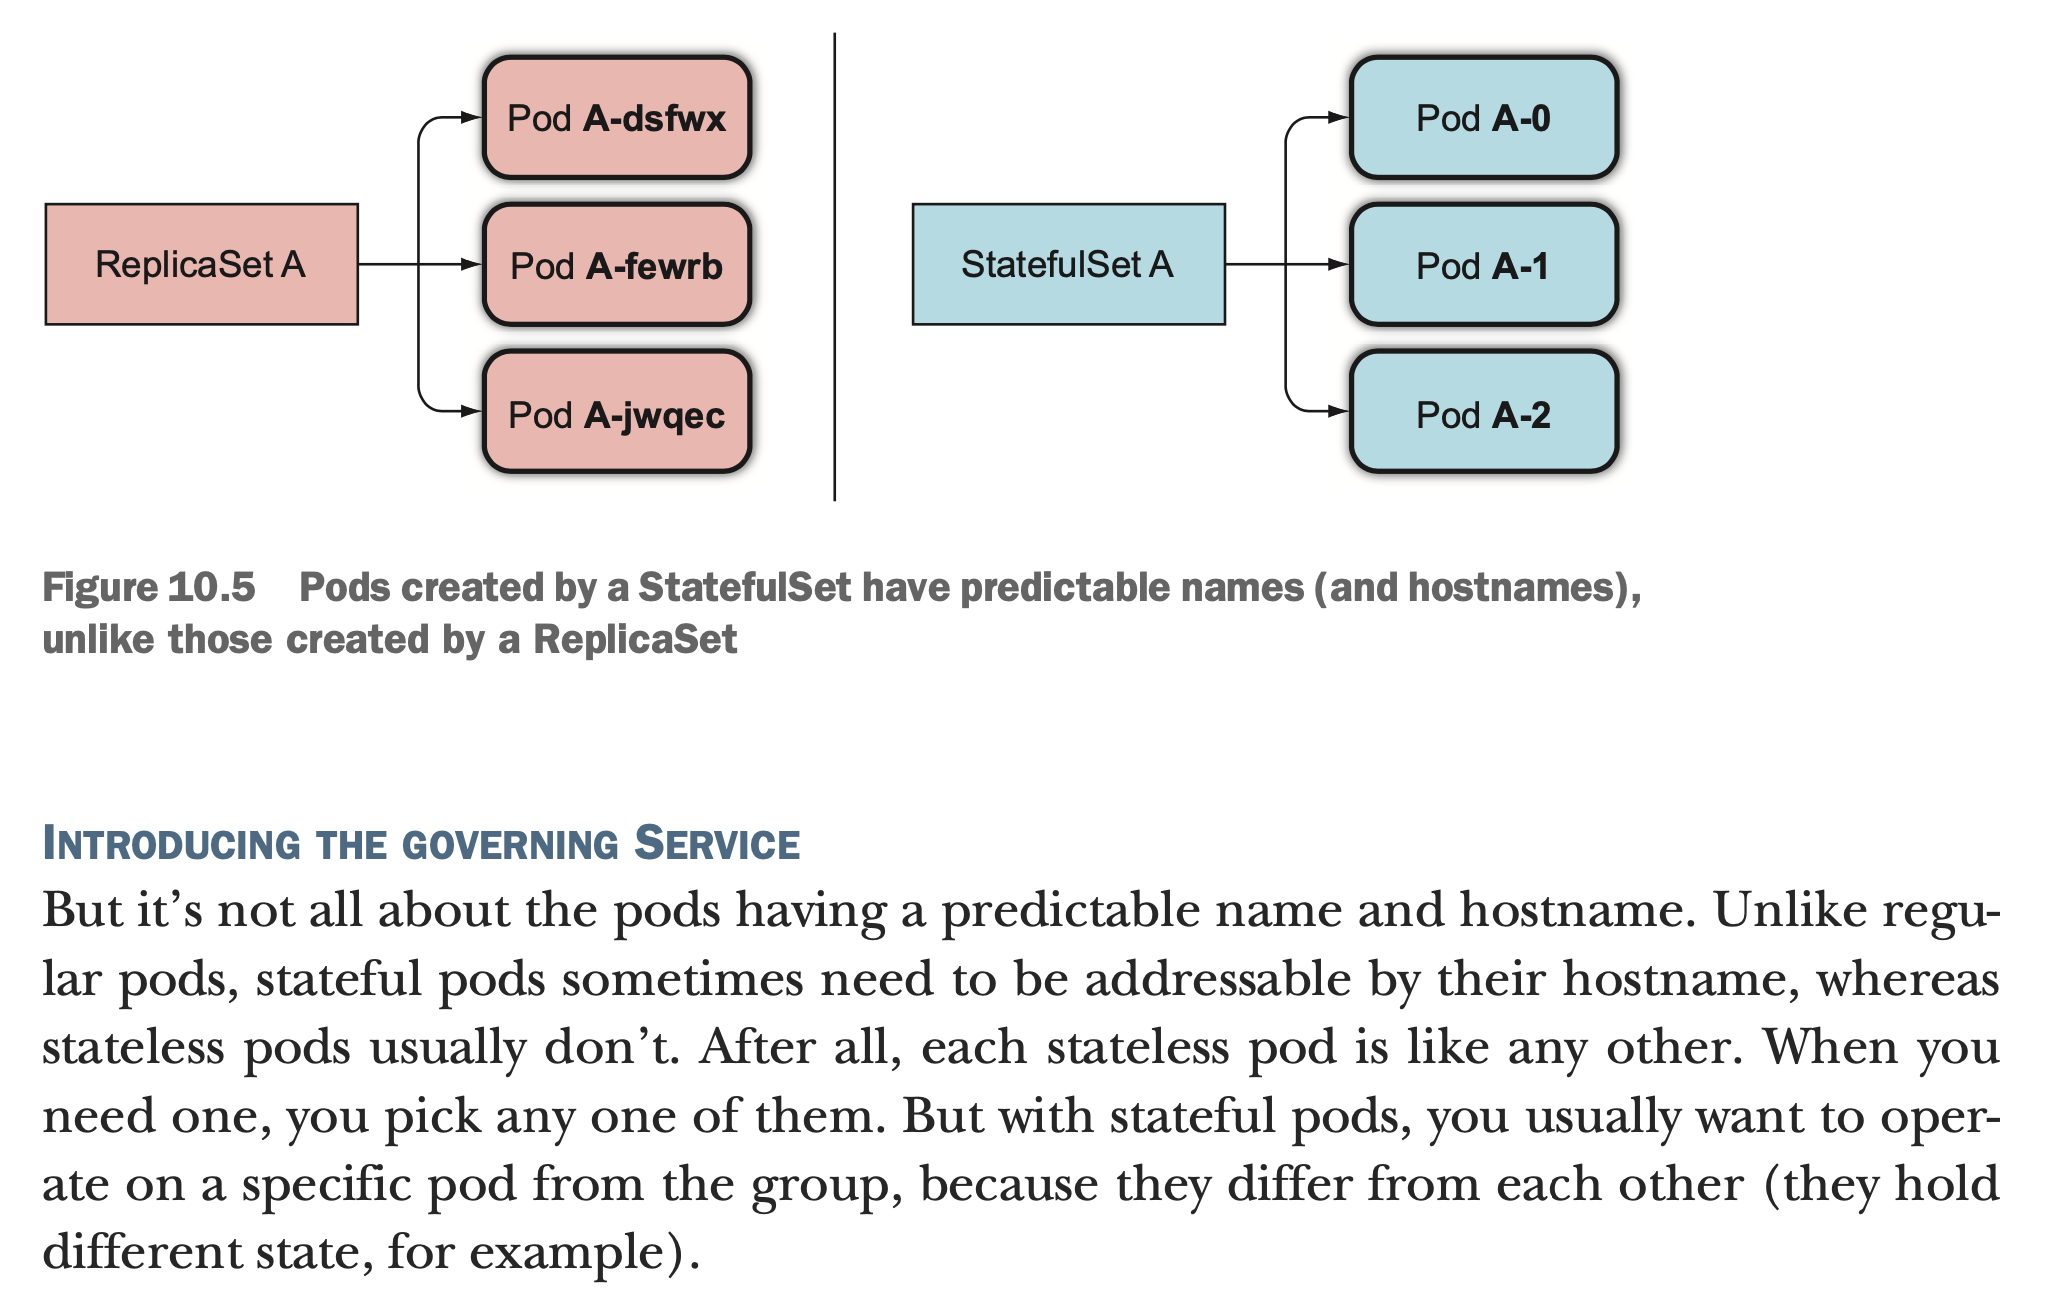 Pod A-dsfwx
ReplicaSet A
Pod A-fewrb
Pod A-jwqec
Pod A-0
StatefulSet A
Pod A-1
Pod A-2
Figure 10.5 Pods created by a StatefulSet have predictable names (and hostnames),
unlike those created by a ReplicaSet
INTRODUCING THE GOVERNING SERVICE
But it’s not all about the pods having a predictable name and hostname. Unlike regu-
lar pods, stateful pods sometimes need to be addressable by their hostname, whereas
stateless pods usually don’t. After all, each stateless pod is like any other. When you
need one, you pick any one of them. But with stateful pods, you usually want to oper-
ate on a specific pod from the group, because they differ from each other (they hold
different state, for example).